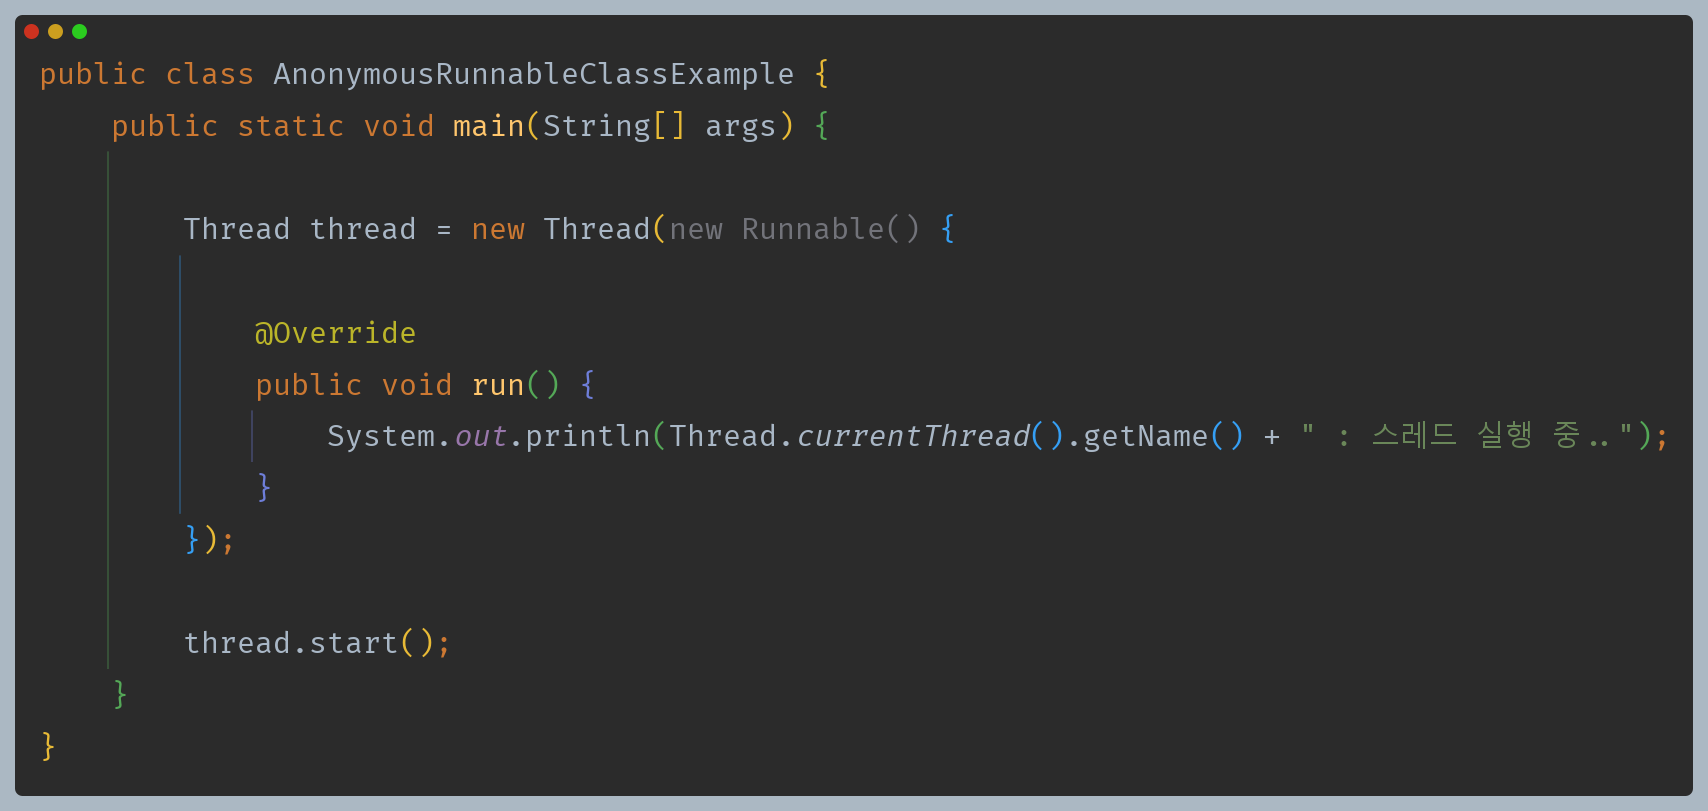 public class AnonymousRunnableClassExample {
    public static void main(String[] args) {

        Thread thread = new Thread(new Runnable() {

            @Override
            public void run() {
                System.out.println(Thread.currentThread().getName() + " : 스레드 실행 중..");
            }
        });

        thread.start();
    }
}